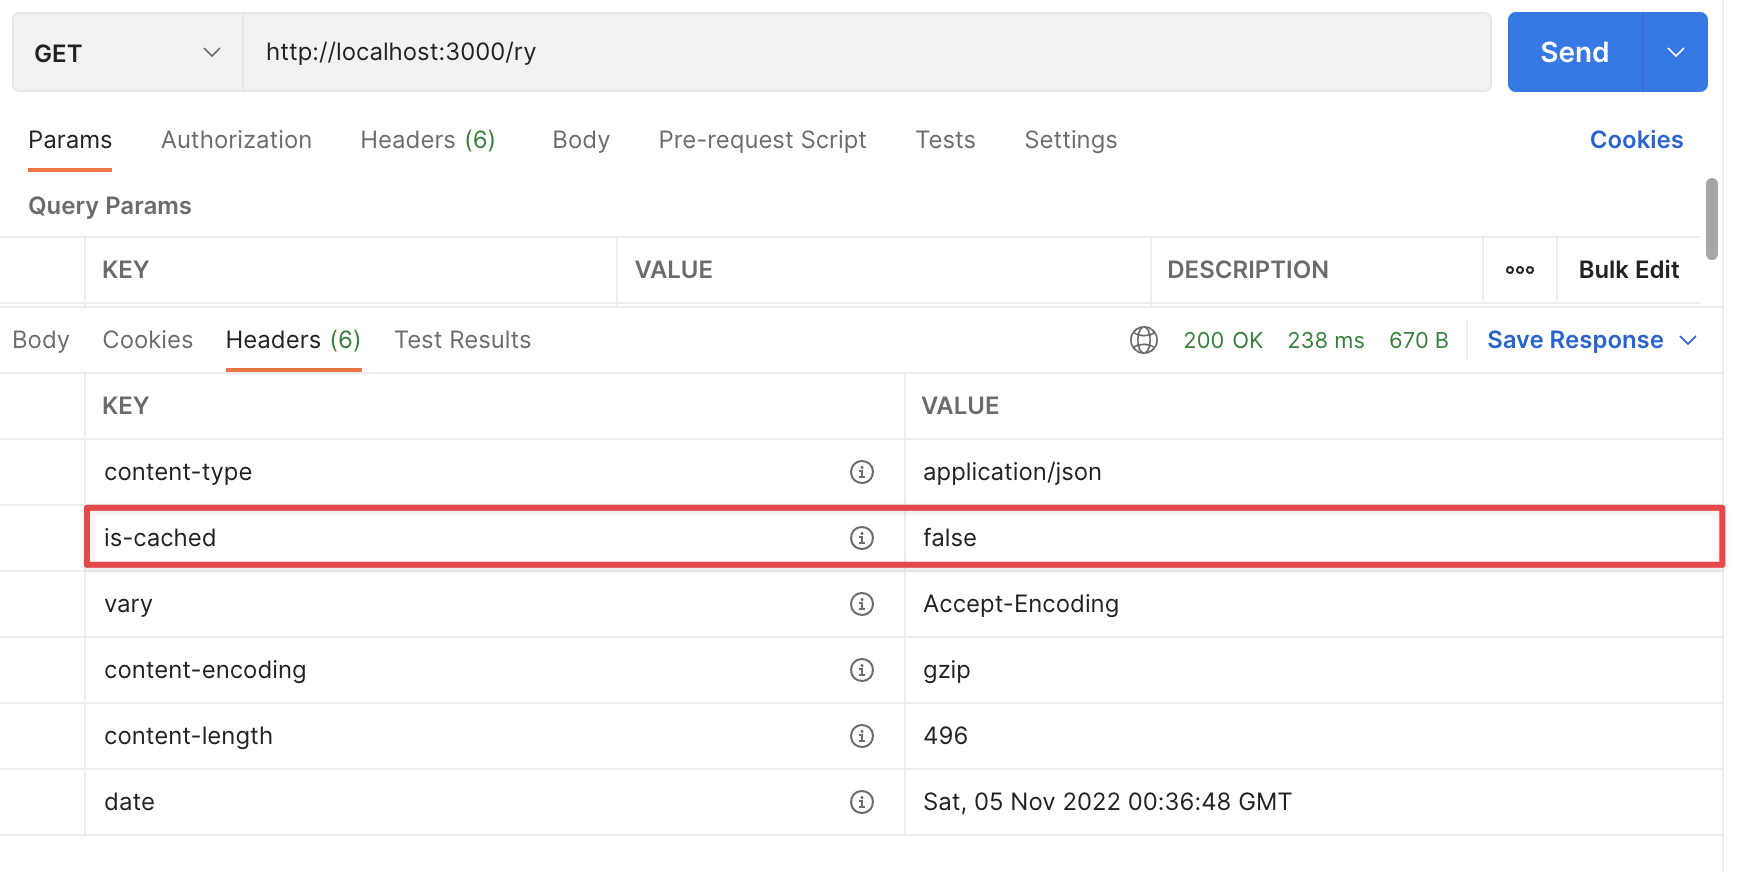 GET http://localhost:3000/ry Send
Params Authorization Headers (6) Body Pre-request Script Tests Settings Cookies
Query Params
KEY VALUE DESCRIPTION Bulk Edit
Body Cookies Headers (6) Test Results 200 OK 238 ms 670 B Save Response
KEY VALUE
content-type application/json
is-cached false
vary Accept-Encoding
content-encoding gzip
content-length 496
date Sat, 05 Nov 2022 00:36:48 GMT